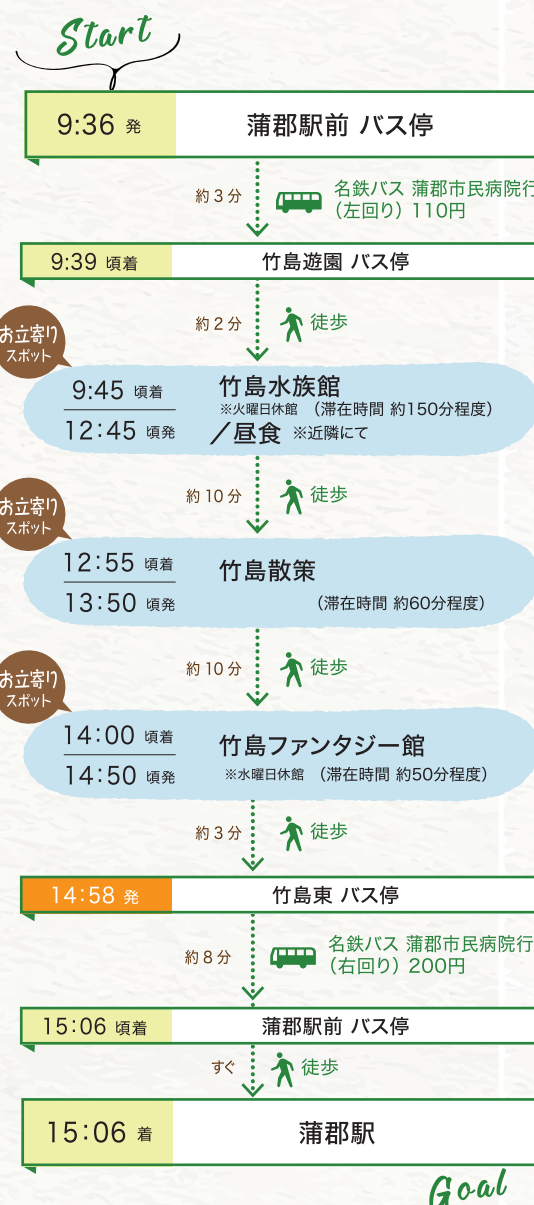 Start
9:36 発 蒲郡駅前 バス停
約3分 名鉄バス 蒲郡市民病院行
(左回り) 110円
9:39 頃着 竹島遊園 バス停
約2分 徒歩
お立寄り
スポット
9:45 頃着 竹島水族館
※火曜日休館 (滞在時間 約150分程度)
12:45 頃発 /昼食 ※近隣にて
約10分 徒歩
お立寄り
スポット
12:55 頃着 竹島散策
13:50 頃発 (滞在時間 約60分程度)
約10分 徒歩
お立寄り
スポット
14:00 頃着 竹島ファンタジー館
14:50 頃発 ※水曜日休館 (滞在時間 約50分程度)
約3分 徒歩
14:58 発 竹島東 バス停
約8分 名鉄バス 蒲郡市民病院行
(右回り) 200円
15:06 頃着 蒲郡駅前 バス停
すぐ 徒歩
15:06 着 蒲郡駅
Goal